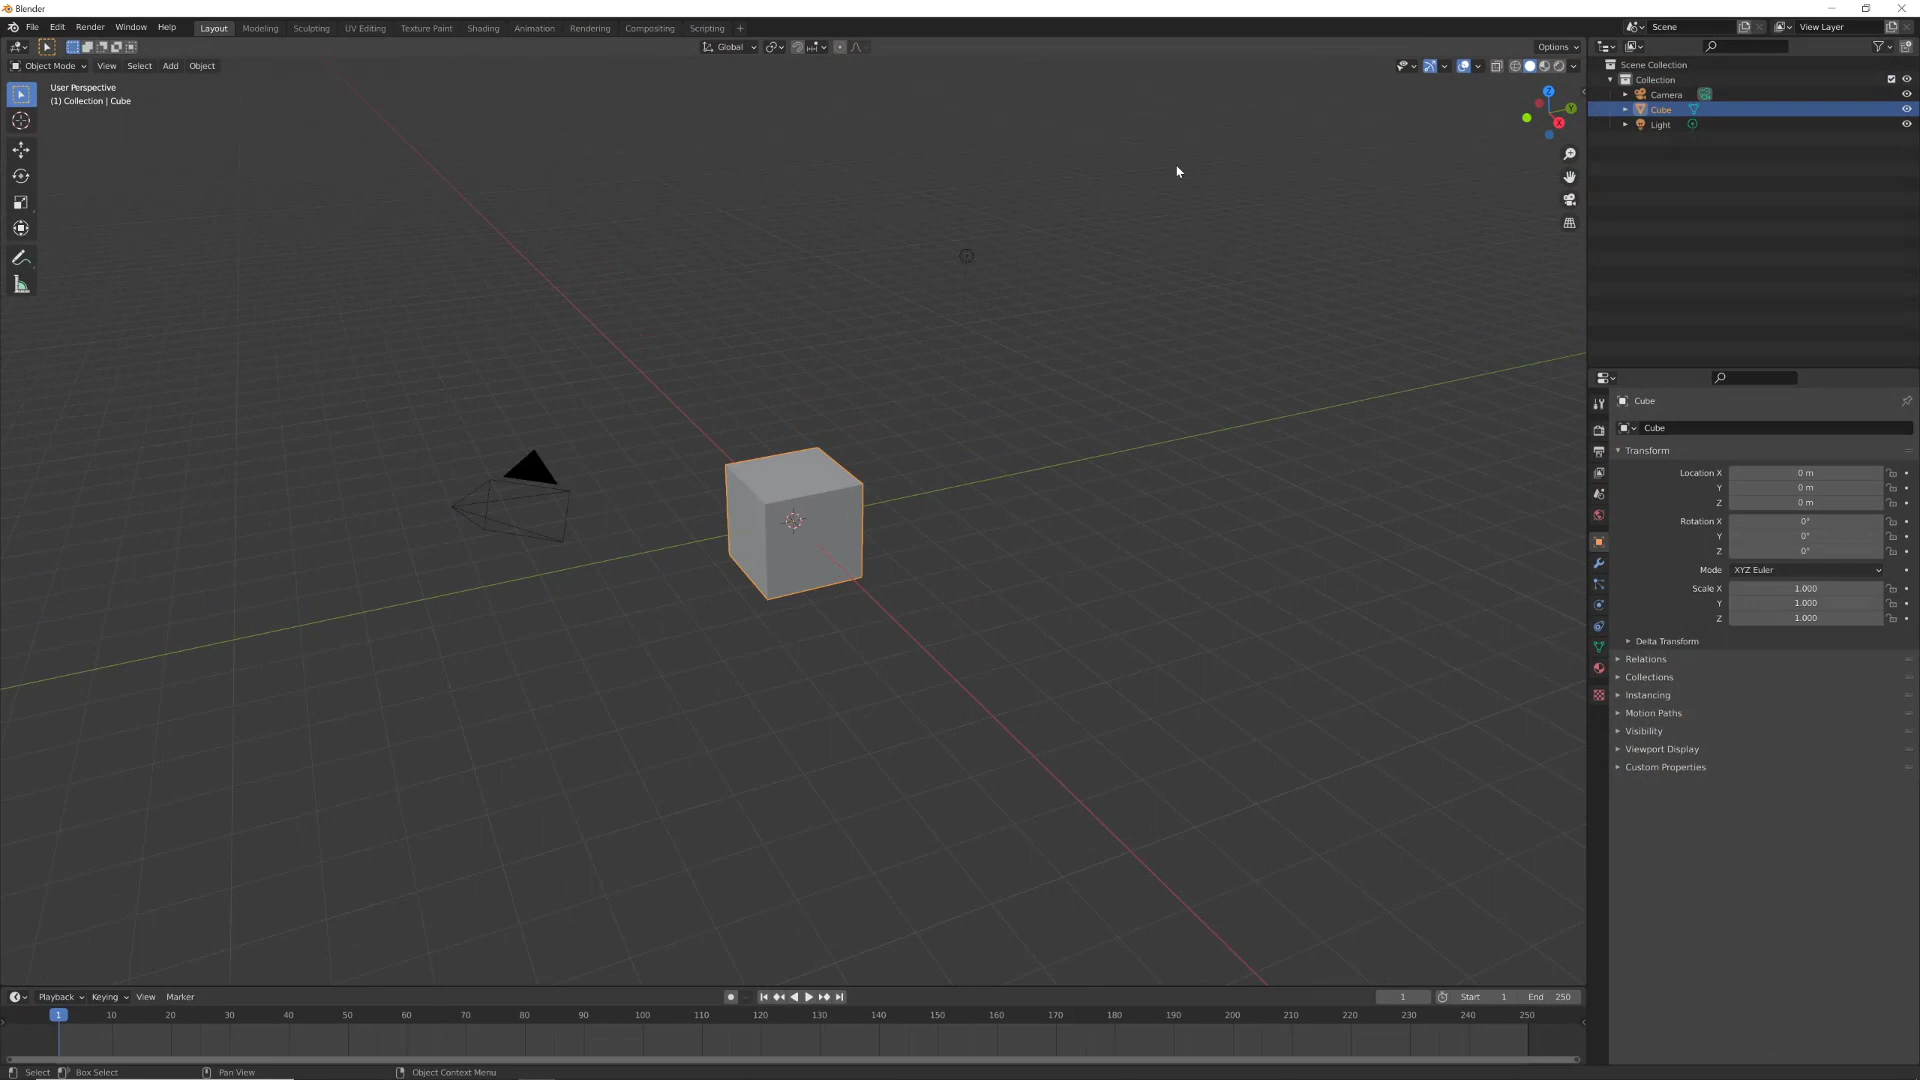 Blender
File Edit Render Window Help Layout Modeling Sculpting UV Editing Texture Paint Shading Animation Rendering Compositing Scripting + Scene View Layer
Global Options
Object Mode View Select Add Object
User Perspective
(1) Collection | Cube
Z
Y
X
Scene Collection
Collection
Camera
Cube
Light
Cube
Cube
Transform
Location X 0 m
Y 0 m
Z 0 m
Rotation X 0°
Y 0°
Z 0°
Mode XYZ Euler
Scale X 1.000
Y 1.000
Z 1.000
Delta Transform
Relations
Collections
Instancing
Motion Paths
Visibility
Viewport Display
Custom Properties
Playback Keying View Marker 1 Start 1 End 250
1 10 20 30 40 50 60 70 80 90 100 110 120 130 140 150 160 170 180 190 200 210 220 230 240 250
Select Box Select Pan View Object Context Menu